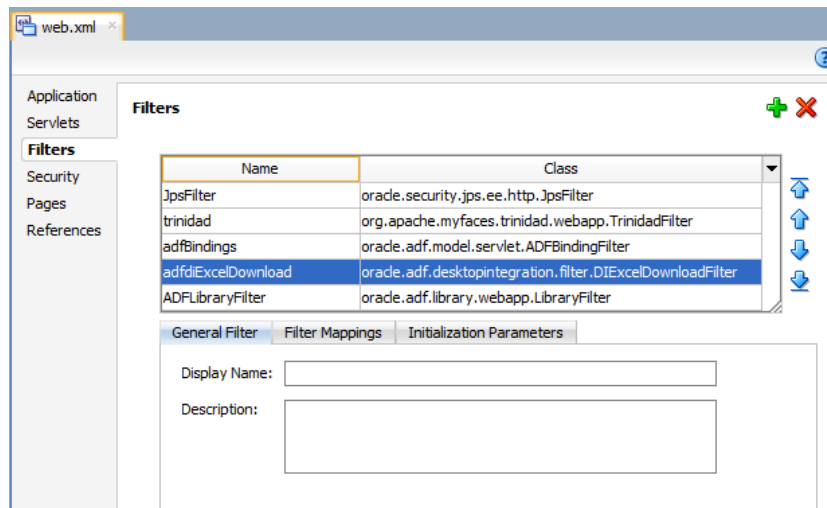 web.xml
Application
Servlets
Filters
Security
Pages
References
Filters
Name Class
JpsFilter oracle.security.jps.ee.http.JpsFilter
trinidad org.apache.myfaces.trinidad.webapp.TrinidadFilter
adfBindings oracle.adf.model.servlet.ADFBindingFilter
adfdiExcelDownload oracle.adf.desktopintegration.filter.DIExcelDownloadFilter
ADFLibraryFilter oracle.adf.library.webapp.LibraryFilter
General Filter Filter Mappings Initialization Parameters
Display Name:
Description: